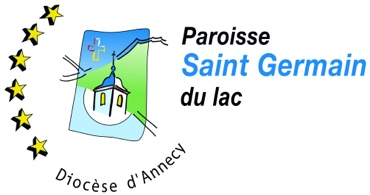 Paroisse
Saint Germain
du lac
Diocèse d'Annecy